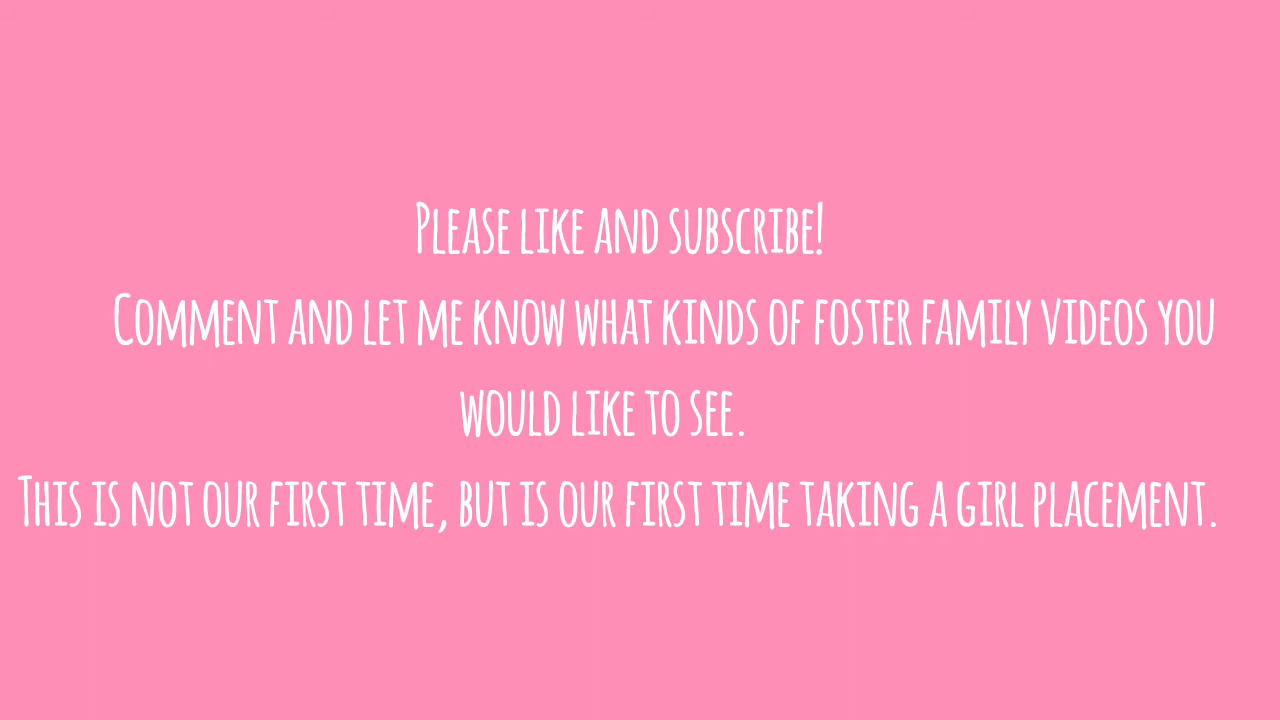 Please like and subscribe!
Comment and let me know what kinds of foster family videos you
would like to see.
This is not our first time, but is our first time taking a girl placement.